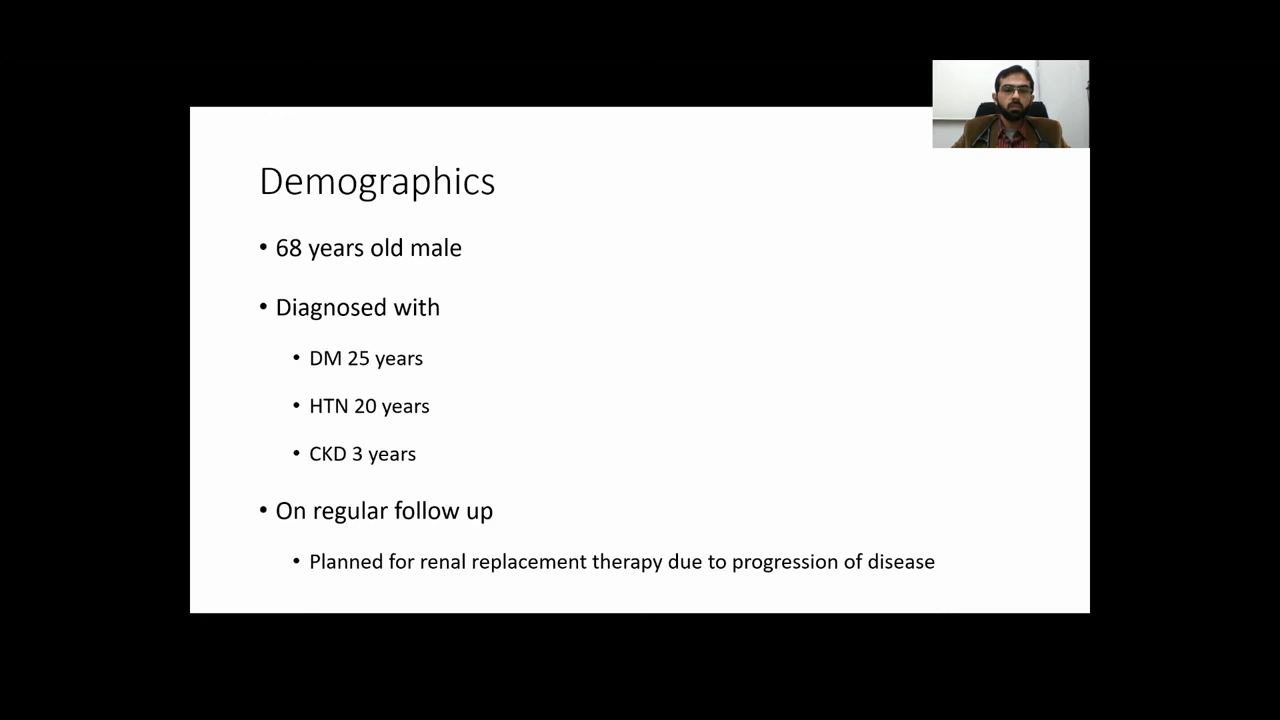 Demographics
• 68 years old male
• Diagnosed with
• DM 25 years
• HTN 20 years
• CKD 3 years
• On regular follow up
• Planned for renal replacement therapy due to progression of disease